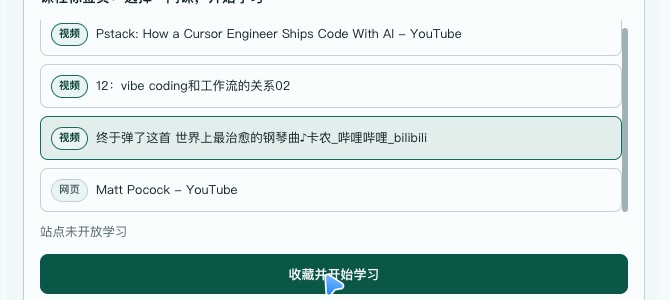 视频 Pstack: How a Cursor Engineer Ships Code With AI - YouTube
视频 12：vibe coding和工作流的关系02
视频 终于弹了这首 世界上最治愈的钢琴曲♪卡农_哔哩哔哩_bilibili
网页 Matt Pocock - YouTube
站点未开放学习
收藏并开始学习